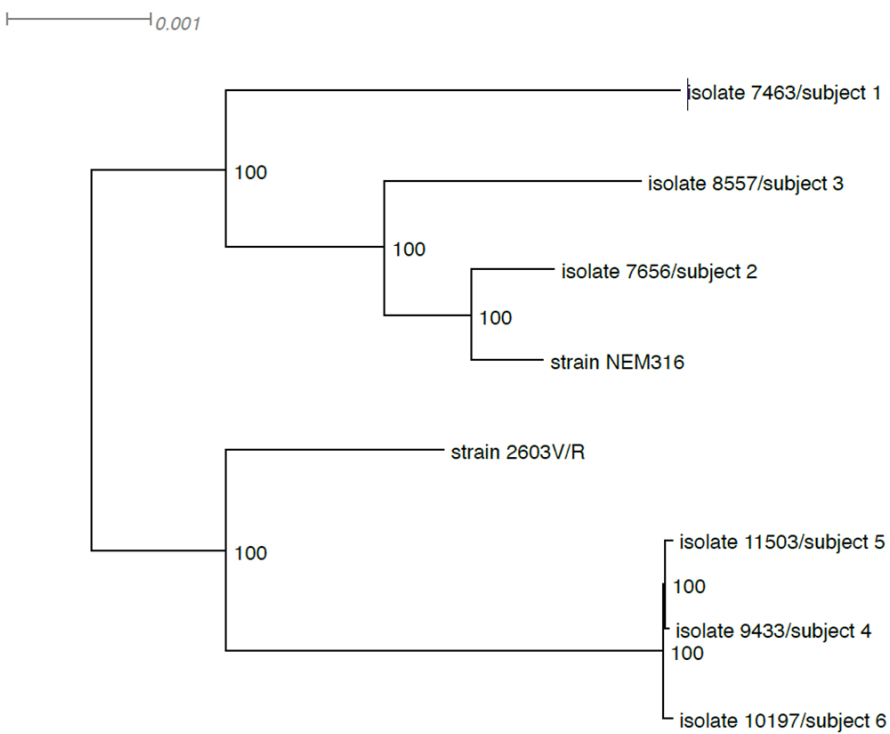 0.001
isolate 7463/subject 1
100
isolate 8557/subject 3
100
isolate 7656/subject 2
100
strain NEM316
strain 2603V/R
isolate 11503/subject 5
100
100
isolate 9433/subject 4
100
isolate 10197/subject 6